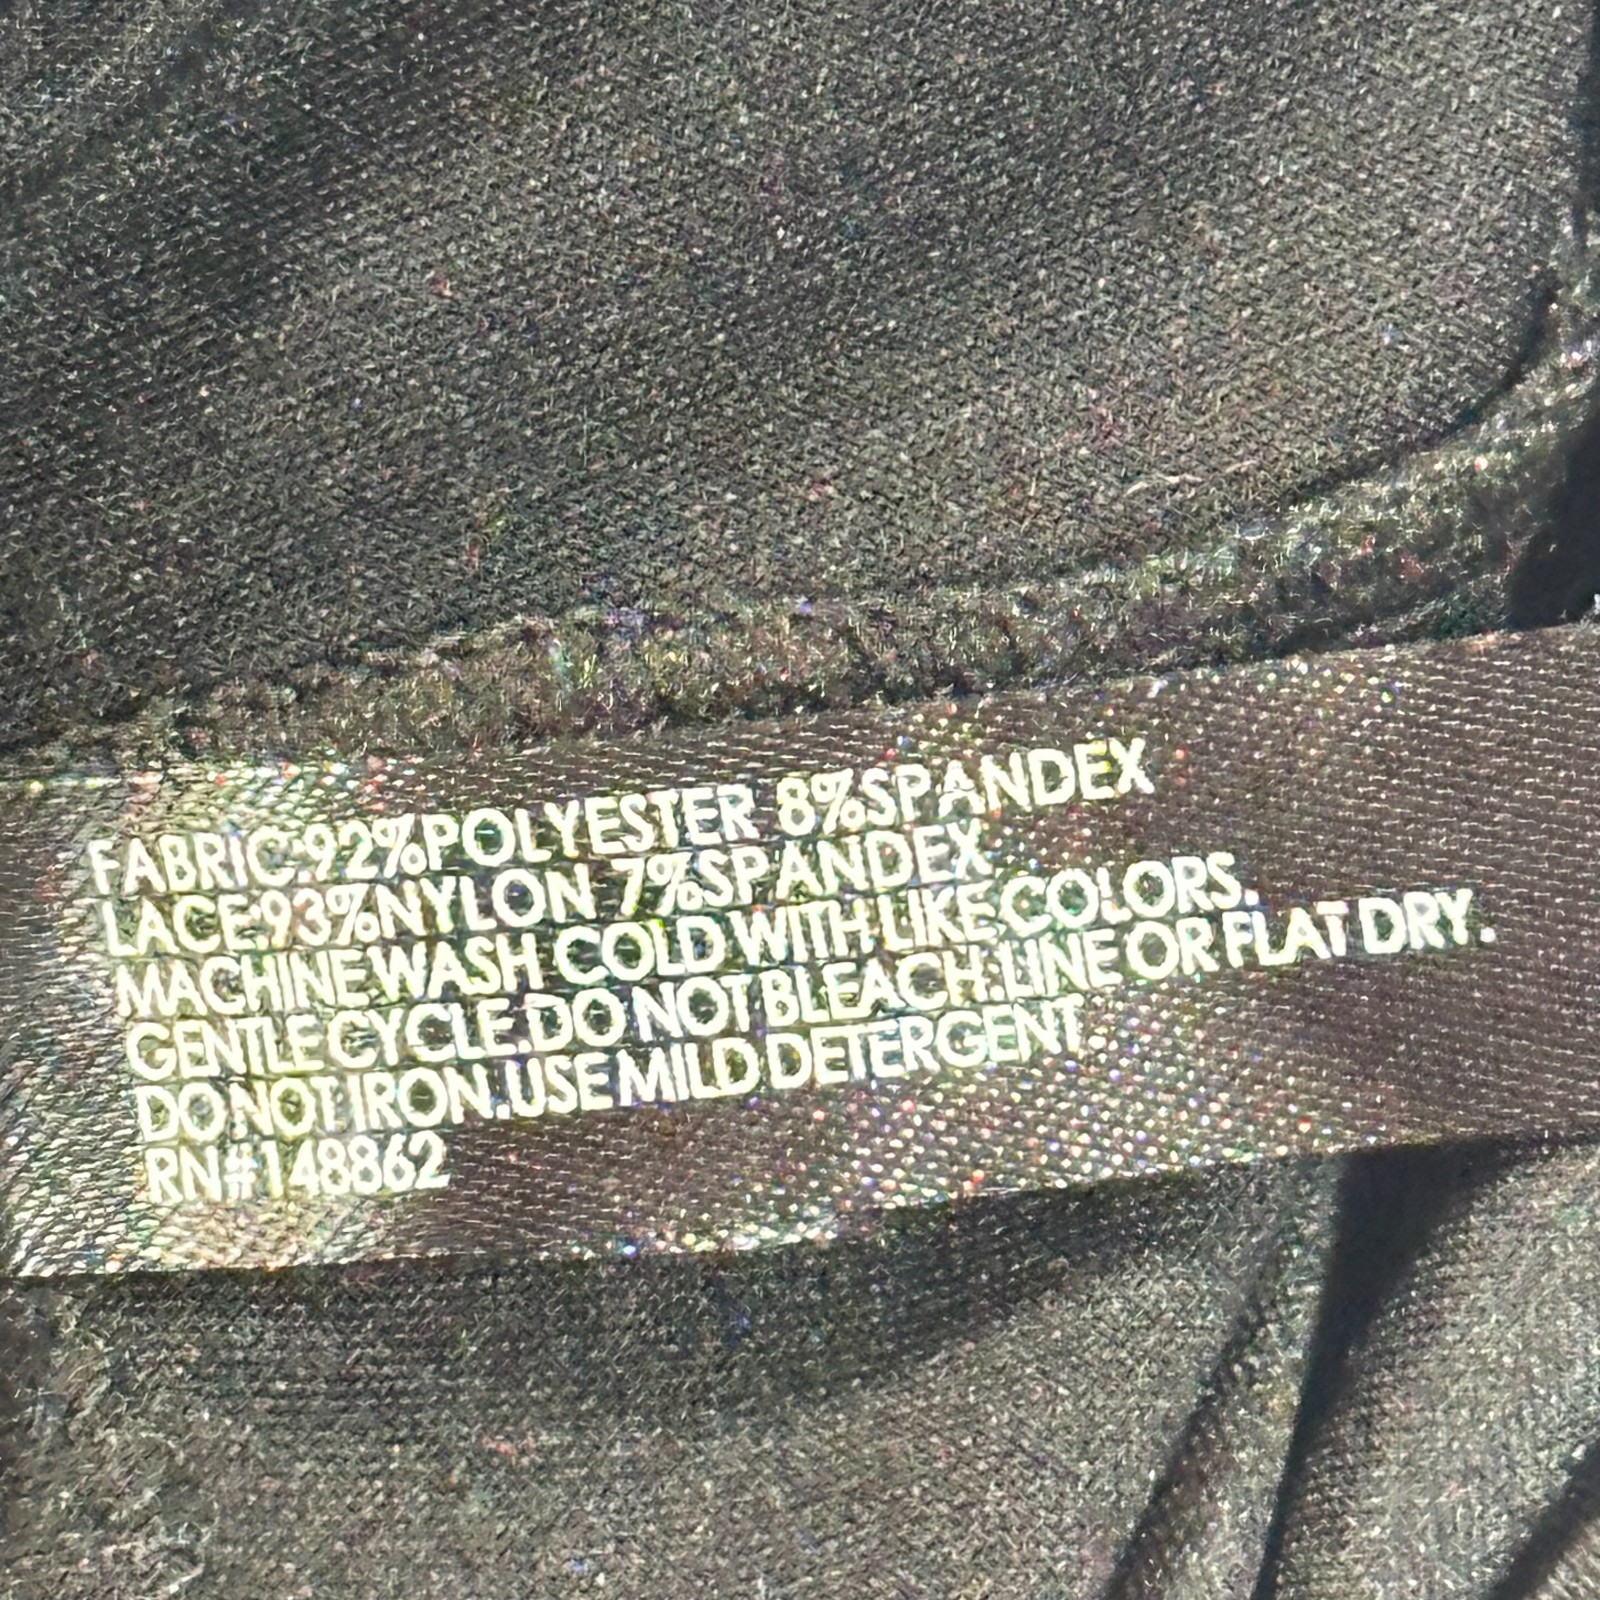 FABRIC:92%POLYESTER 8%SPANDEX
LACE:93%NYLON 7%SPANDEX
MACHINE WASH COLD WITH LIKE COLORS.
GENTLE CYCLE.DO NOT BLEACH.LINE OR FLAT DRY.
DO NOT IRON.USE MILD DETERGENT
RN#148862